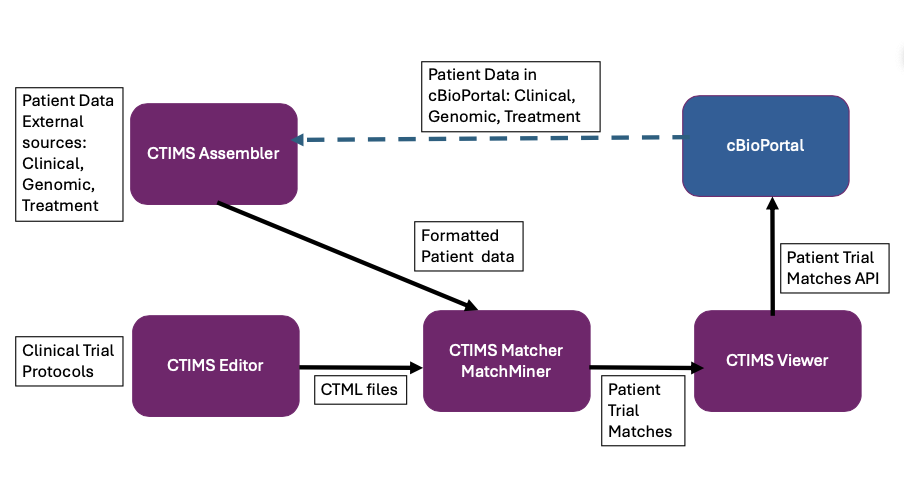 Patient Data in
cBioPortal: Clinical,
Genomic, Treatment
Patient Data
External
sources:
Clinical,
Genomic,
Treatment
CTIMS Assembler
cBioPortal
Formatted
Patient data
Patient Trial
Matches API
Clinical Trial
Protocols
CTIMS Editor
CTML files
CTIMS Matcher
MatchMiner
Patient
Trial
Matches
CTIMS Viewer